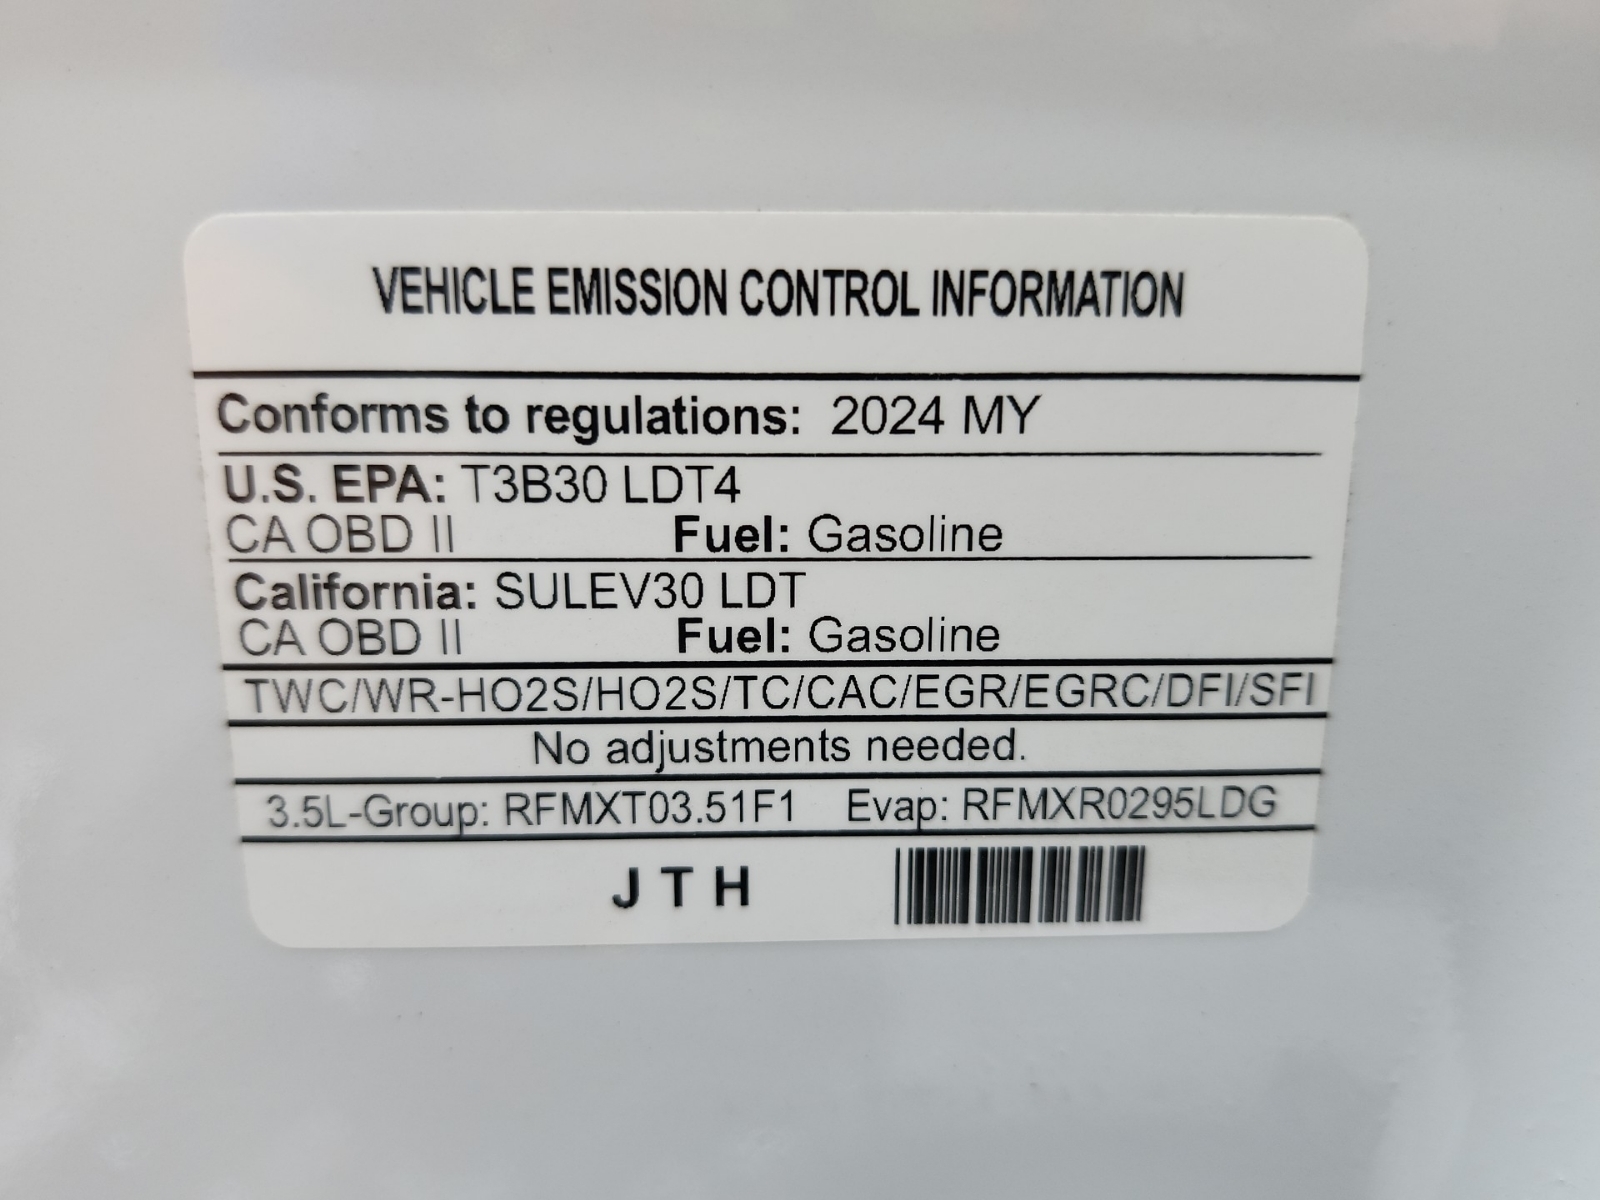 VEHICLE EMISSION CONTROL INFORMATION
Conforms to regulations: 2024 MY
U.S. EPA: T3B30 LDT4
CA OBD II Fuel: Gasoline
California: SULEV30 LDT
CA OBD II Fuel: Gasoline
TWC/WR-HO2S/HO2S/TC/CAC/EGR/EGRC/DFI/SFI
No adjustments needed.
3.5L-Group: RFMXT03.51F1 Evap: RFMXR0295LDG
J T H